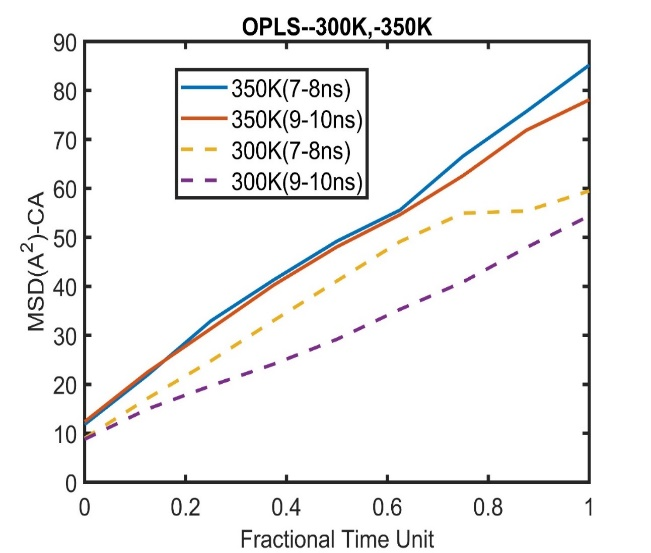 OPLS--300K,-350K
90
80
70
60
50
40
30
20
10
0
MSD(A²)-CA
350K(7-8ns)
350K(9-10ns)
300K(7-8ns)
300K(9-10ns)
0
0.2
0.4
0.6
0.8
1
Fractional Time Unit